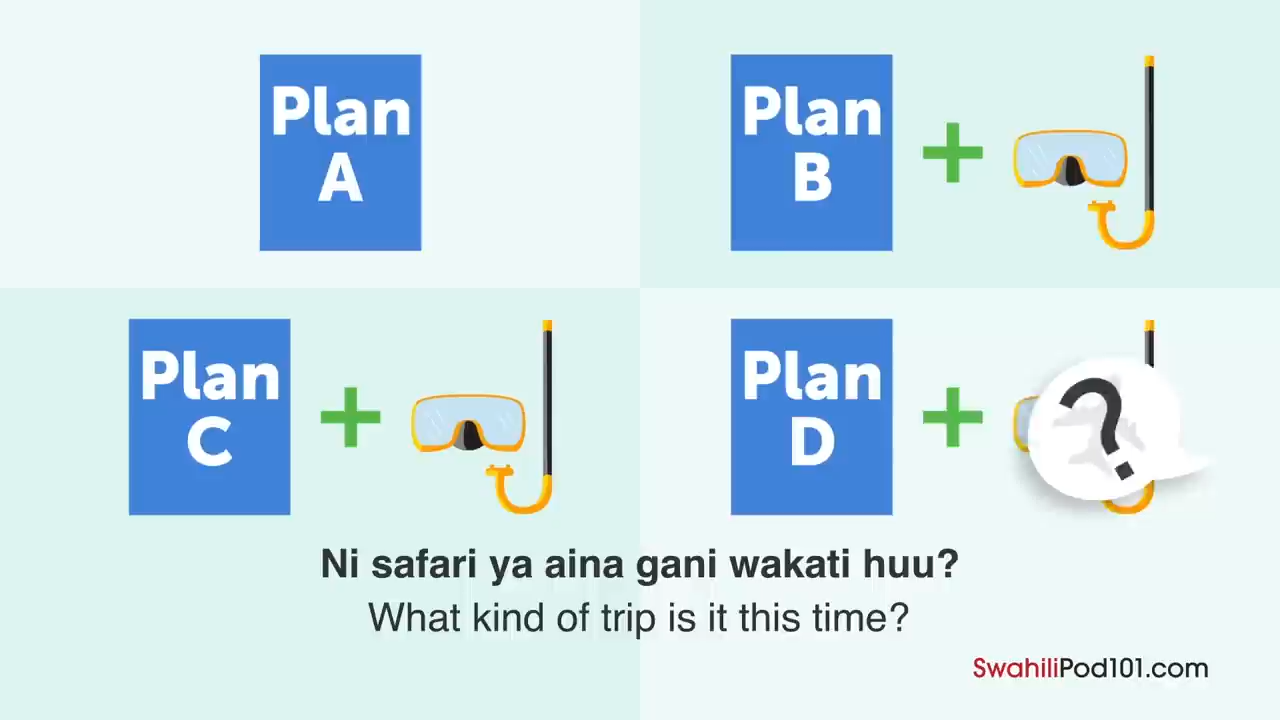 Plan
A
Plan
B
Plan
C
Plan
D
?
Ni safari ya aina gani wakati huu?
What kind of trip is it this time?
SwahiliPod101.com